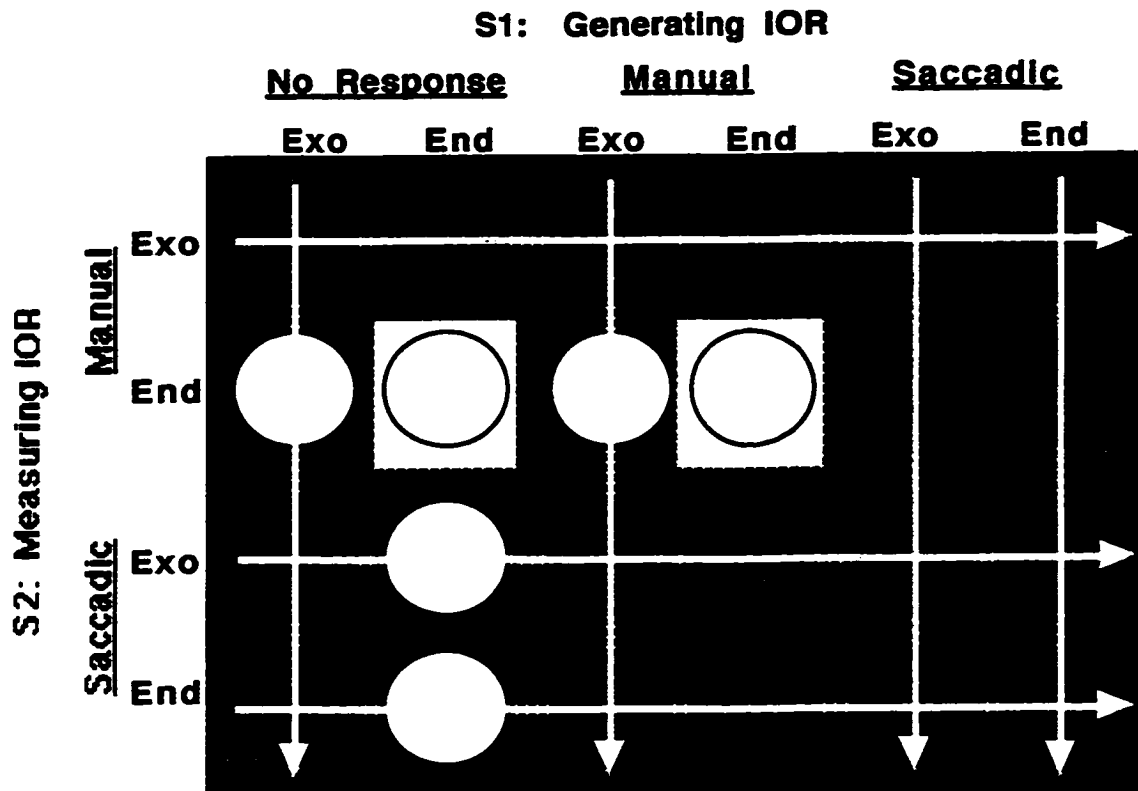 S1: Generating IOR
No Response Manual Saccadic
Exo End Exo End Exo End
S2: Measuring IOR
Manual
Exo
End
Saccadic
Exo
End